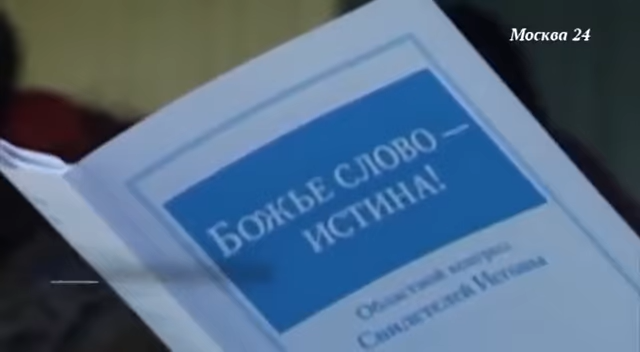 Москва 24
Божье слово —
истина!
Областной конгресс
Свидетелей Иеговы